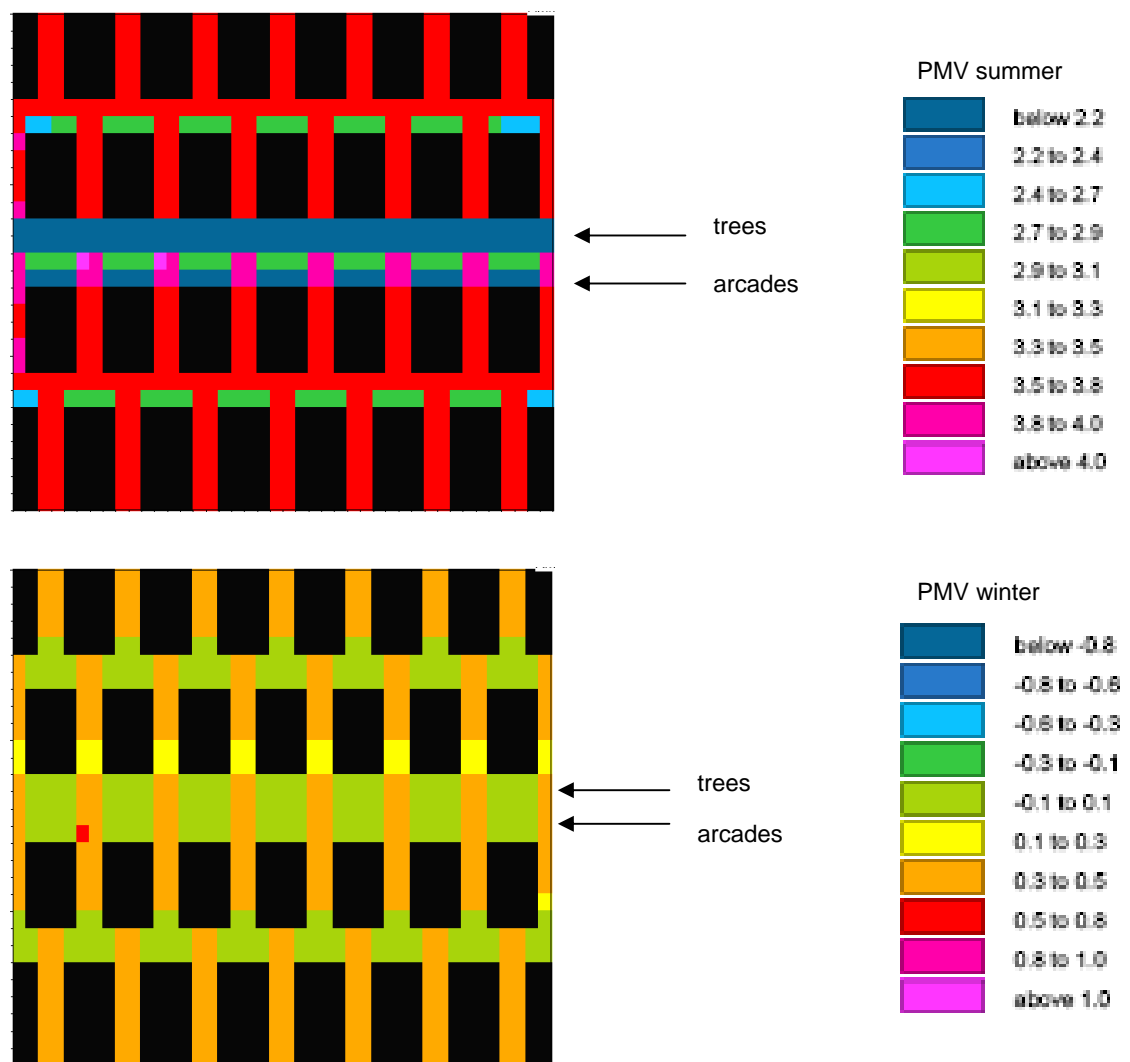 PMV summer
below 2.2
2.2 to 2.4
2.4 to 2.7
2.7 to 2.9
2.9 to 3.1
3.1 to 3.3
3.3 to 3.5
3.5 to 3.8
3.8 to 4.0
above 4.0
trees
arcades
PMV winter
below -0.8
-0.8 to -0.6
-0.6 to -0.3
-0.3 to -0.1
-0.1 to 0.1
0.1 to 0.3
0.3 to 0.5
0.5 to 0.8
0.8 to 1.0
above 1.0
trees
arcades